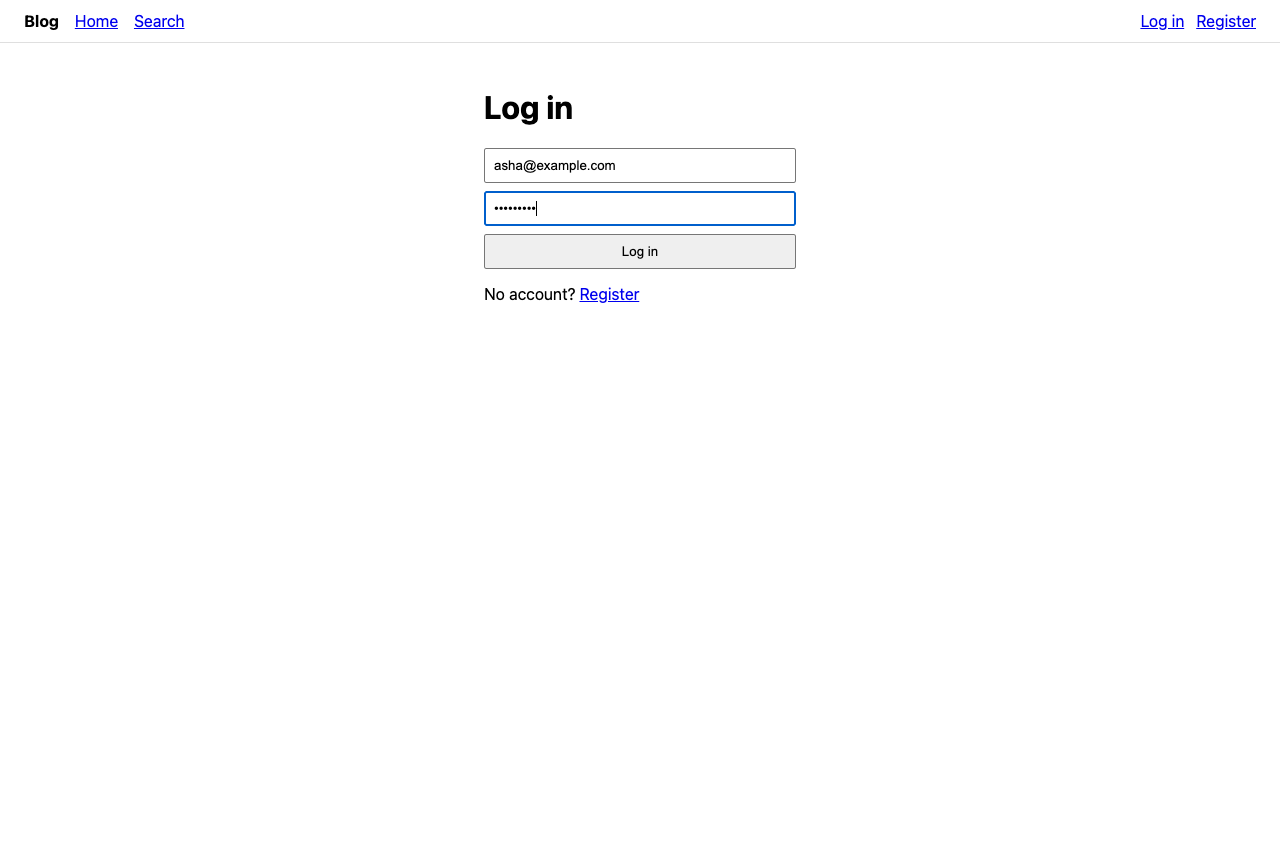 Blog Home Search Log in Register
Log in
asha@example.com
•••••••••
Log in
No account? Register